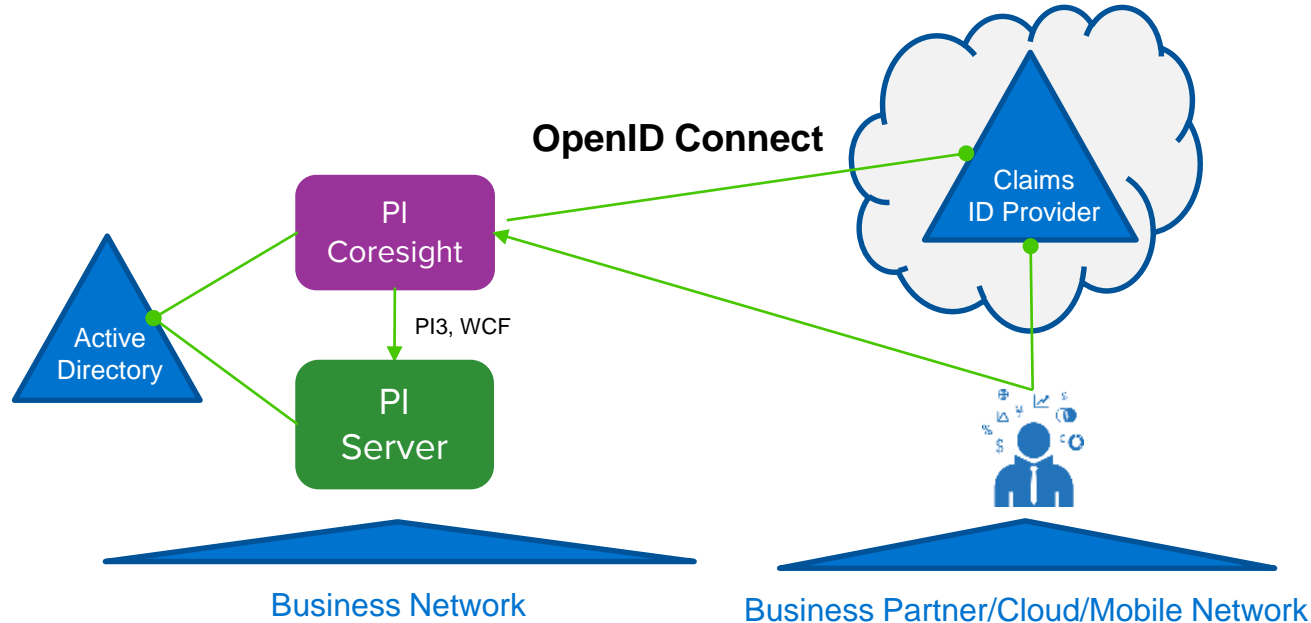 OpenID Connect
Claims
ID Provider
PI
Coresight
Active
Directory
PI3, WCF
PI
Server
Business Network
Business Partner/Cloud/Mobile Network